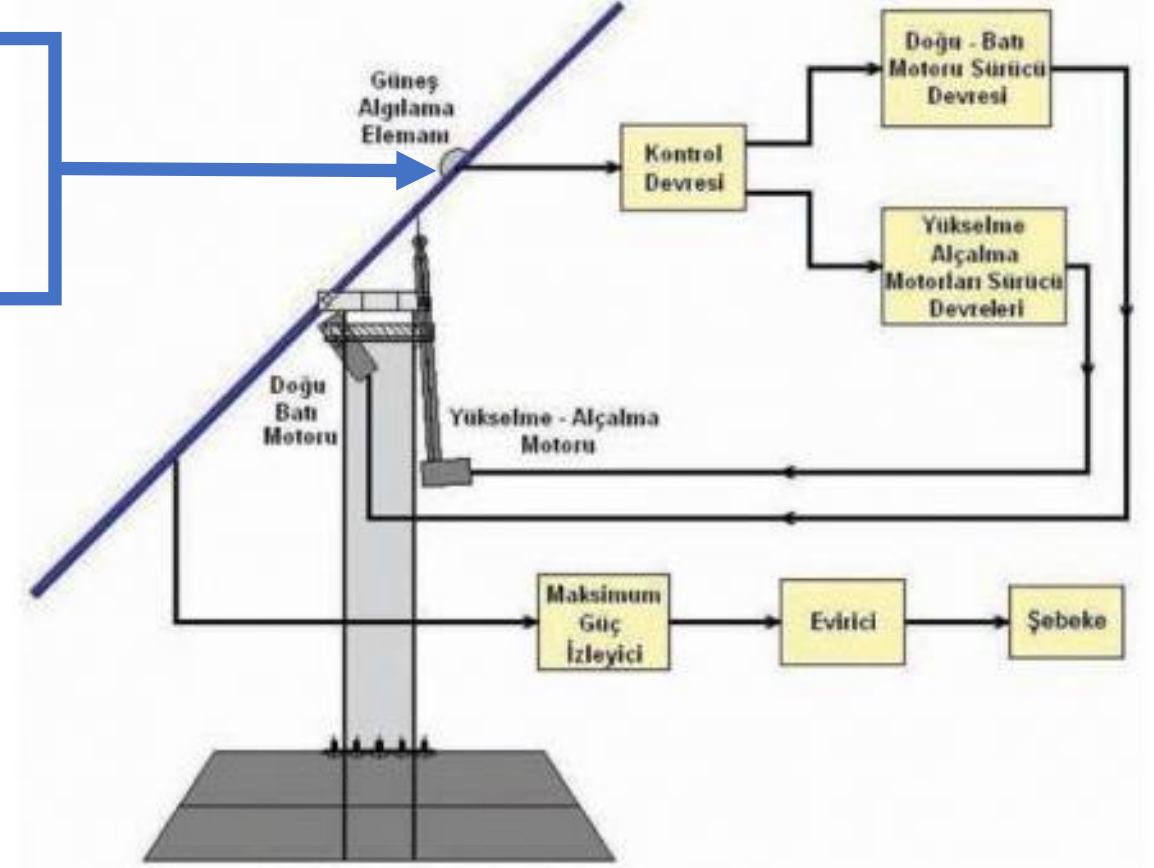 Güneş
Algılama
Elemanı
Kontrol
Devresi
Doğu - Batı
Motoru Sürücü
Devresi
Yükselme
Alçalma
Motorları Sürücü
Devreleri
Doğu
Batı
Motoru
Yükselme - Alçalma
Motoru
Maksimum
Güç
İzleyici
Evirici
Şebeke